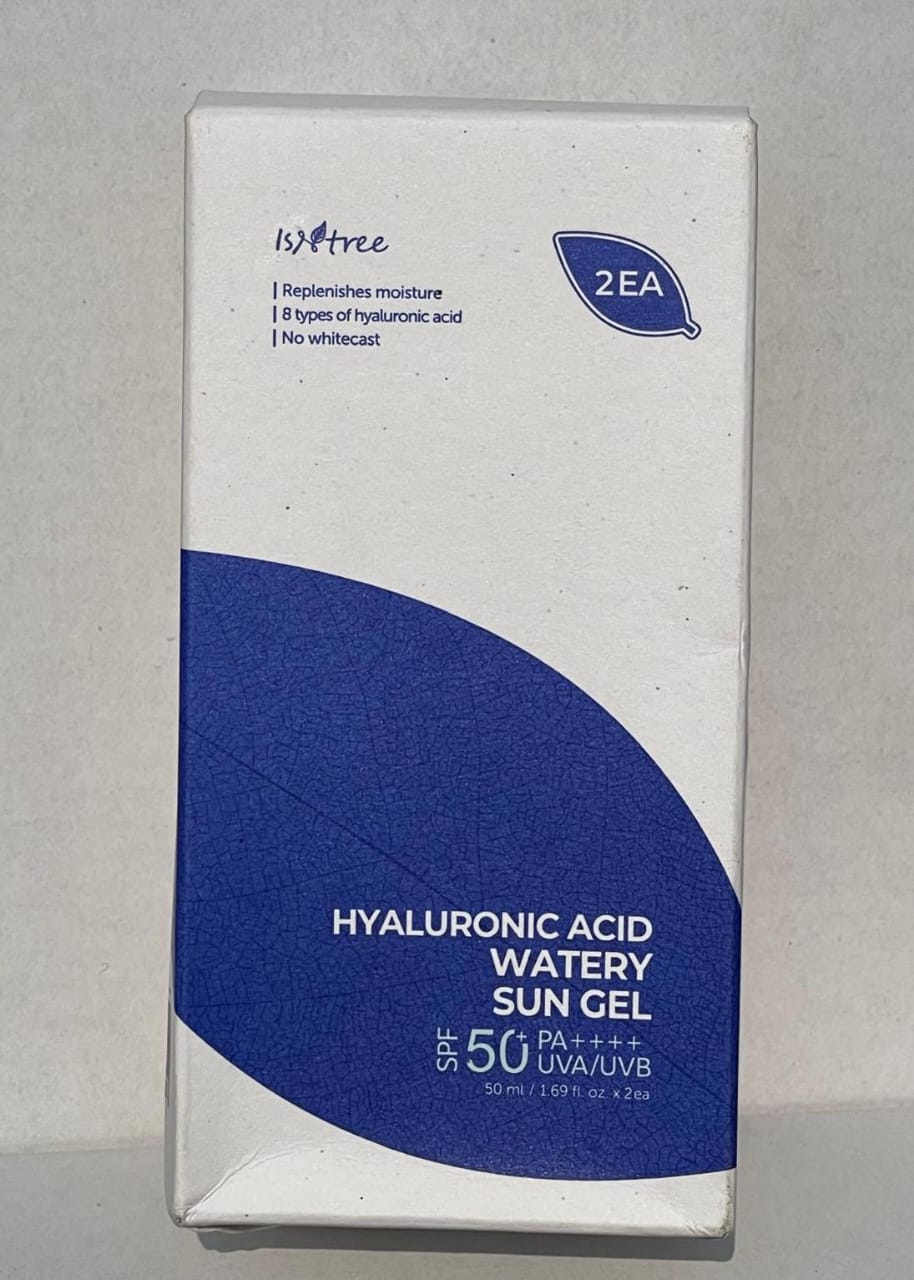 Isntree
Replenishes moisture
8 types of hyaluronic acid
No whitecast
2EA
HYALURONIC ACID
WATERY
SUN GEL
SPF 50+ PA++++
UVA/UVB
50 ml / 1.69 fl. oz. x 2ea